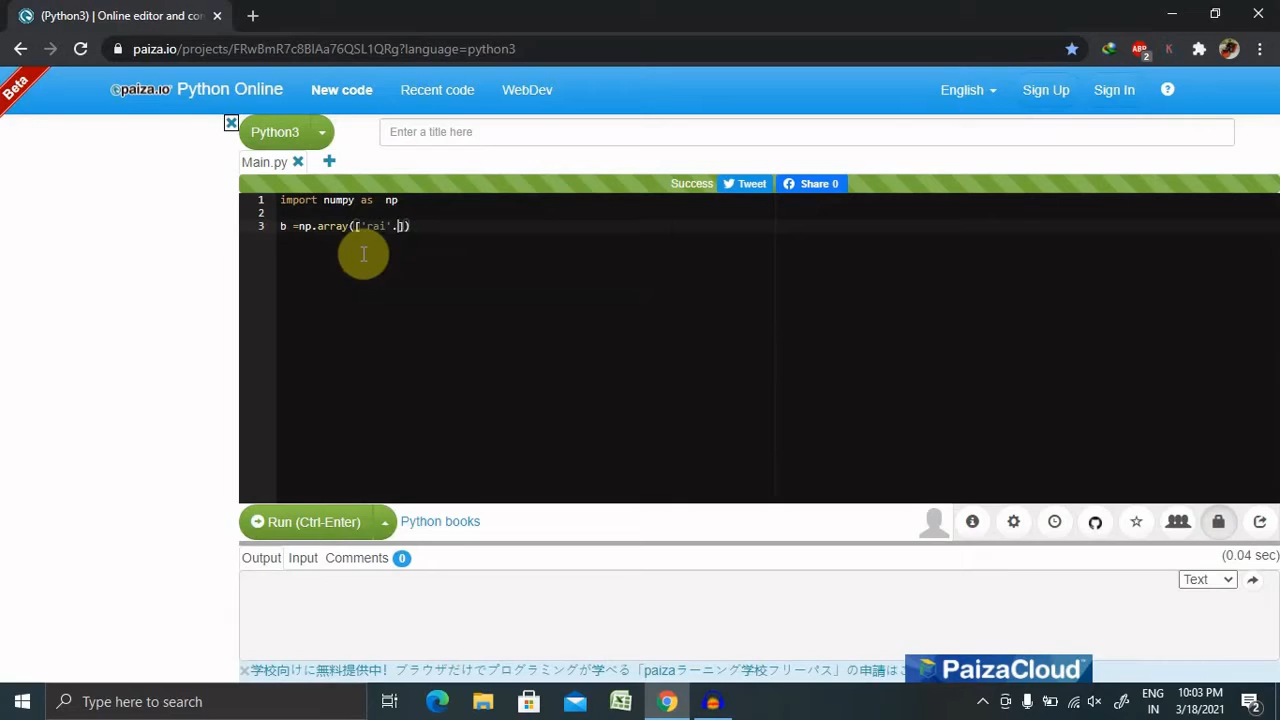 (Python3) | Online editor and con
paiza.io/projects/FRwBmR7c8BlAa76QSL1QRg?language=python3
ABP
2
K
Beta
paiza.io Python Online
New code
Recent code
WebDev
English
Sign Up
Sign In
Python3
Enter a title here
Main.py
Success
Tweet
Share 0
1 import numpy as  np
2
3 b =np.array(['rai'.])
Run (Ctrl-Enter)
Python books
Output Input Comments 0
(0.04 sec)
Text
学校向けに無料提供中! ブラウザだけでプログラミングが学べる「paizaラーニング学校フリーパス」の申請は
PaizaCloud
Type here to search
ENG
IN
10:03 PM
3/18/2021
2